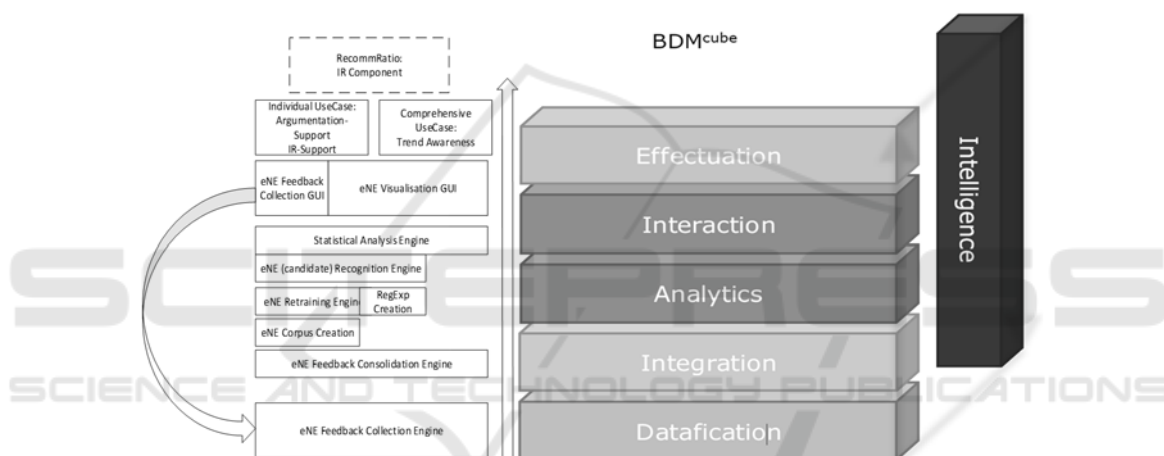 BDMcube
RecommRatio:
IR Component
Individual UseCase:
Argumentation-
Support
IR-Support
Comprehensive
UseCase:
Trend Awareness
eNE Feedback
Collection GUI
eNE Visualisation GUI
Statistical Analysis Engine
eNE (candidate) Recognition Engine
eNE Retraining Engine
RegExp
Creation
eNE Corpus Creation
eNE Feedback Consolidation Engine
eNE Feedback Collection Engine
Effectuation
Interaction
Analytics
Integration
Datafication
Intelligence
SCITEPRESS
SCIENCE AND TECHNOLOGY PUBLICATIONS